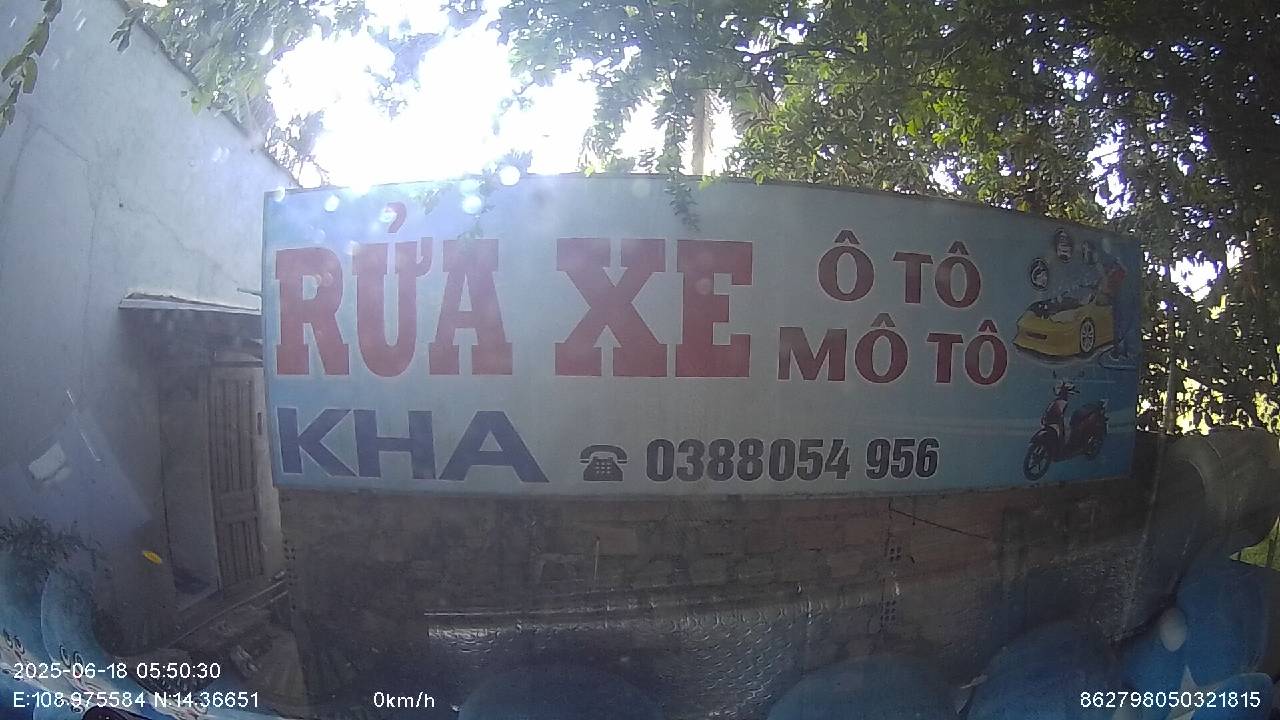 RỬA XE
Ô TÔ
MÔ TÔ
KHA
0388054 956
2025-06-18 05:50:30
E:108.975584 N:14.36651
0km/h
862798050321815